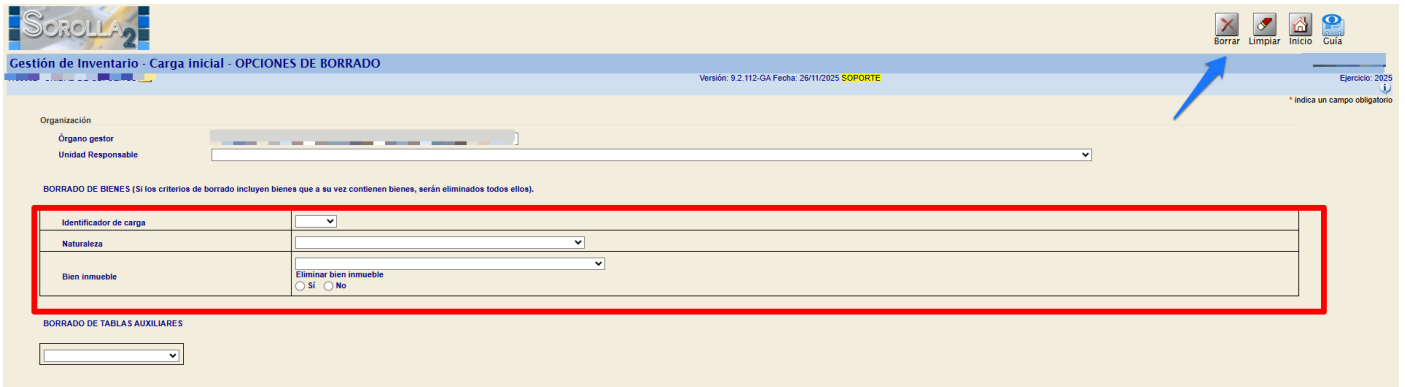 SOROLLA2
Borrar Limpiar Inicio Guía
Gestión de Inventario - Carga inicial - OPCIONES DE BORRADO
Versión: 9.2.112-GA Fecha: 26/11/2025 SOPORTE
Ejercicio: 2025
* indica un campo obligatorio
Organización
Órgano gestor
Unidad Responsable
BORRADO DE BIENES (Si los criterios de borrado incluyen bienes que a su vez contienen bienes, serán eliminados todos ellos).
Identificador de carga
Naturaleza
Bien inmueble
Eliminar bien inmueble
Sí No
BORRADO DE TABLAS AUXILIARES